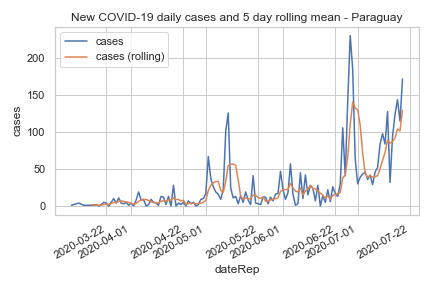 New COVID-19 daily cases and 5 day rolling mean - Paraguay
cases
cases (rolling)
200
150
100
50
0
cases
2020-03-22
2020-04-01
2020-04-22
2020-05-01
2020-05-22
2020-06-01
2020-06-22
2020-07-01
2020-07-22
dateRep